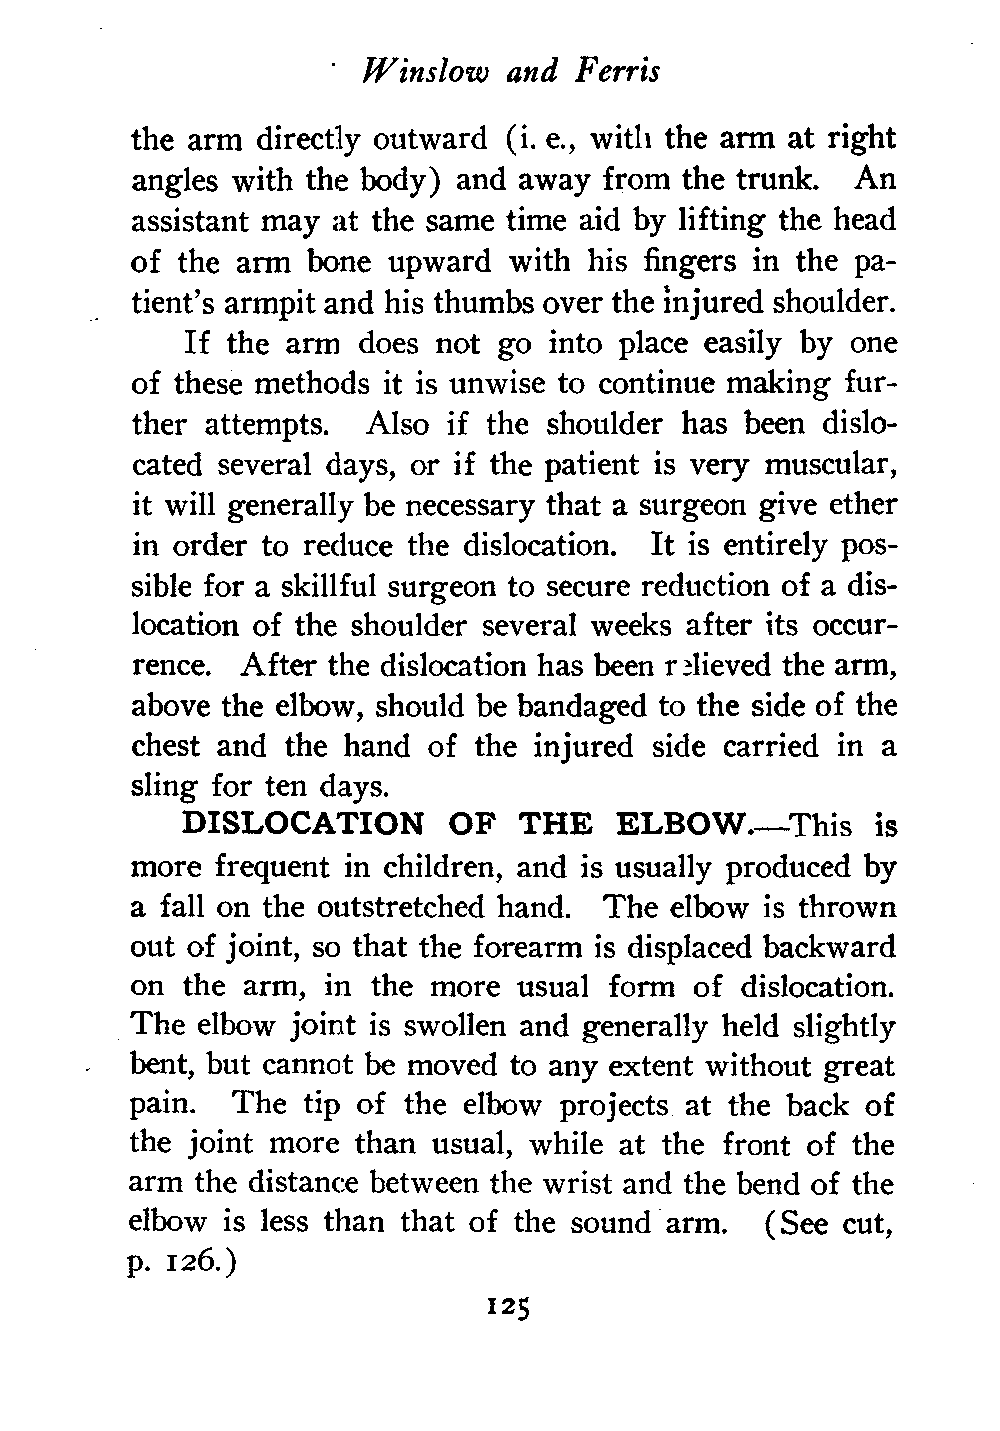 Winslow and Ferris
the arm directly outward (i. e., with the arm at right
angles with the body) and away from the trunk. An
assistant may at the same time aid by lifting the head
of the arm bone upward with his fingers in the pa-
tient's armpit and his thumbs over the injured shoulder.
If the arm does not go into place easily by one
of these methods it is unwise to continue making fur-
ther attempts. Also if the shoulder has been dislo-
cated several days, or if the patient is very muscular,
it will generally be necessary that a surgeon give ether
in order to reduce the dislocation. It is entirely pos-
sible for a skillful surgeon to secure reduction of a dis-
location of the shoulder several weeks after its occur-
rence. After the dislocation has been relieved the arm,
above the elbow, should be bandaged to the side of the
chest and the hand of the injured side carried in a
sling for ten days.
DISLOCATION OF THE ELBOW.—This is
more frequent in children, and is usually produced by
a fall on the outstretched hand. The elbow is thrown
out of joint, so that the forearm is displaced backward
on the arm, in the more usual form of dislocation.
The elbow joint is swollen and generally held slightly
bent, but cannot be moved to any extent without great
pain. The tip of the elbow projects at the back of
the joint more than usual, while at the front of the
arm the distance between the wrist and the bend of the
elbow is less than that of the sound arm. (See cut,
p. 126.)
125